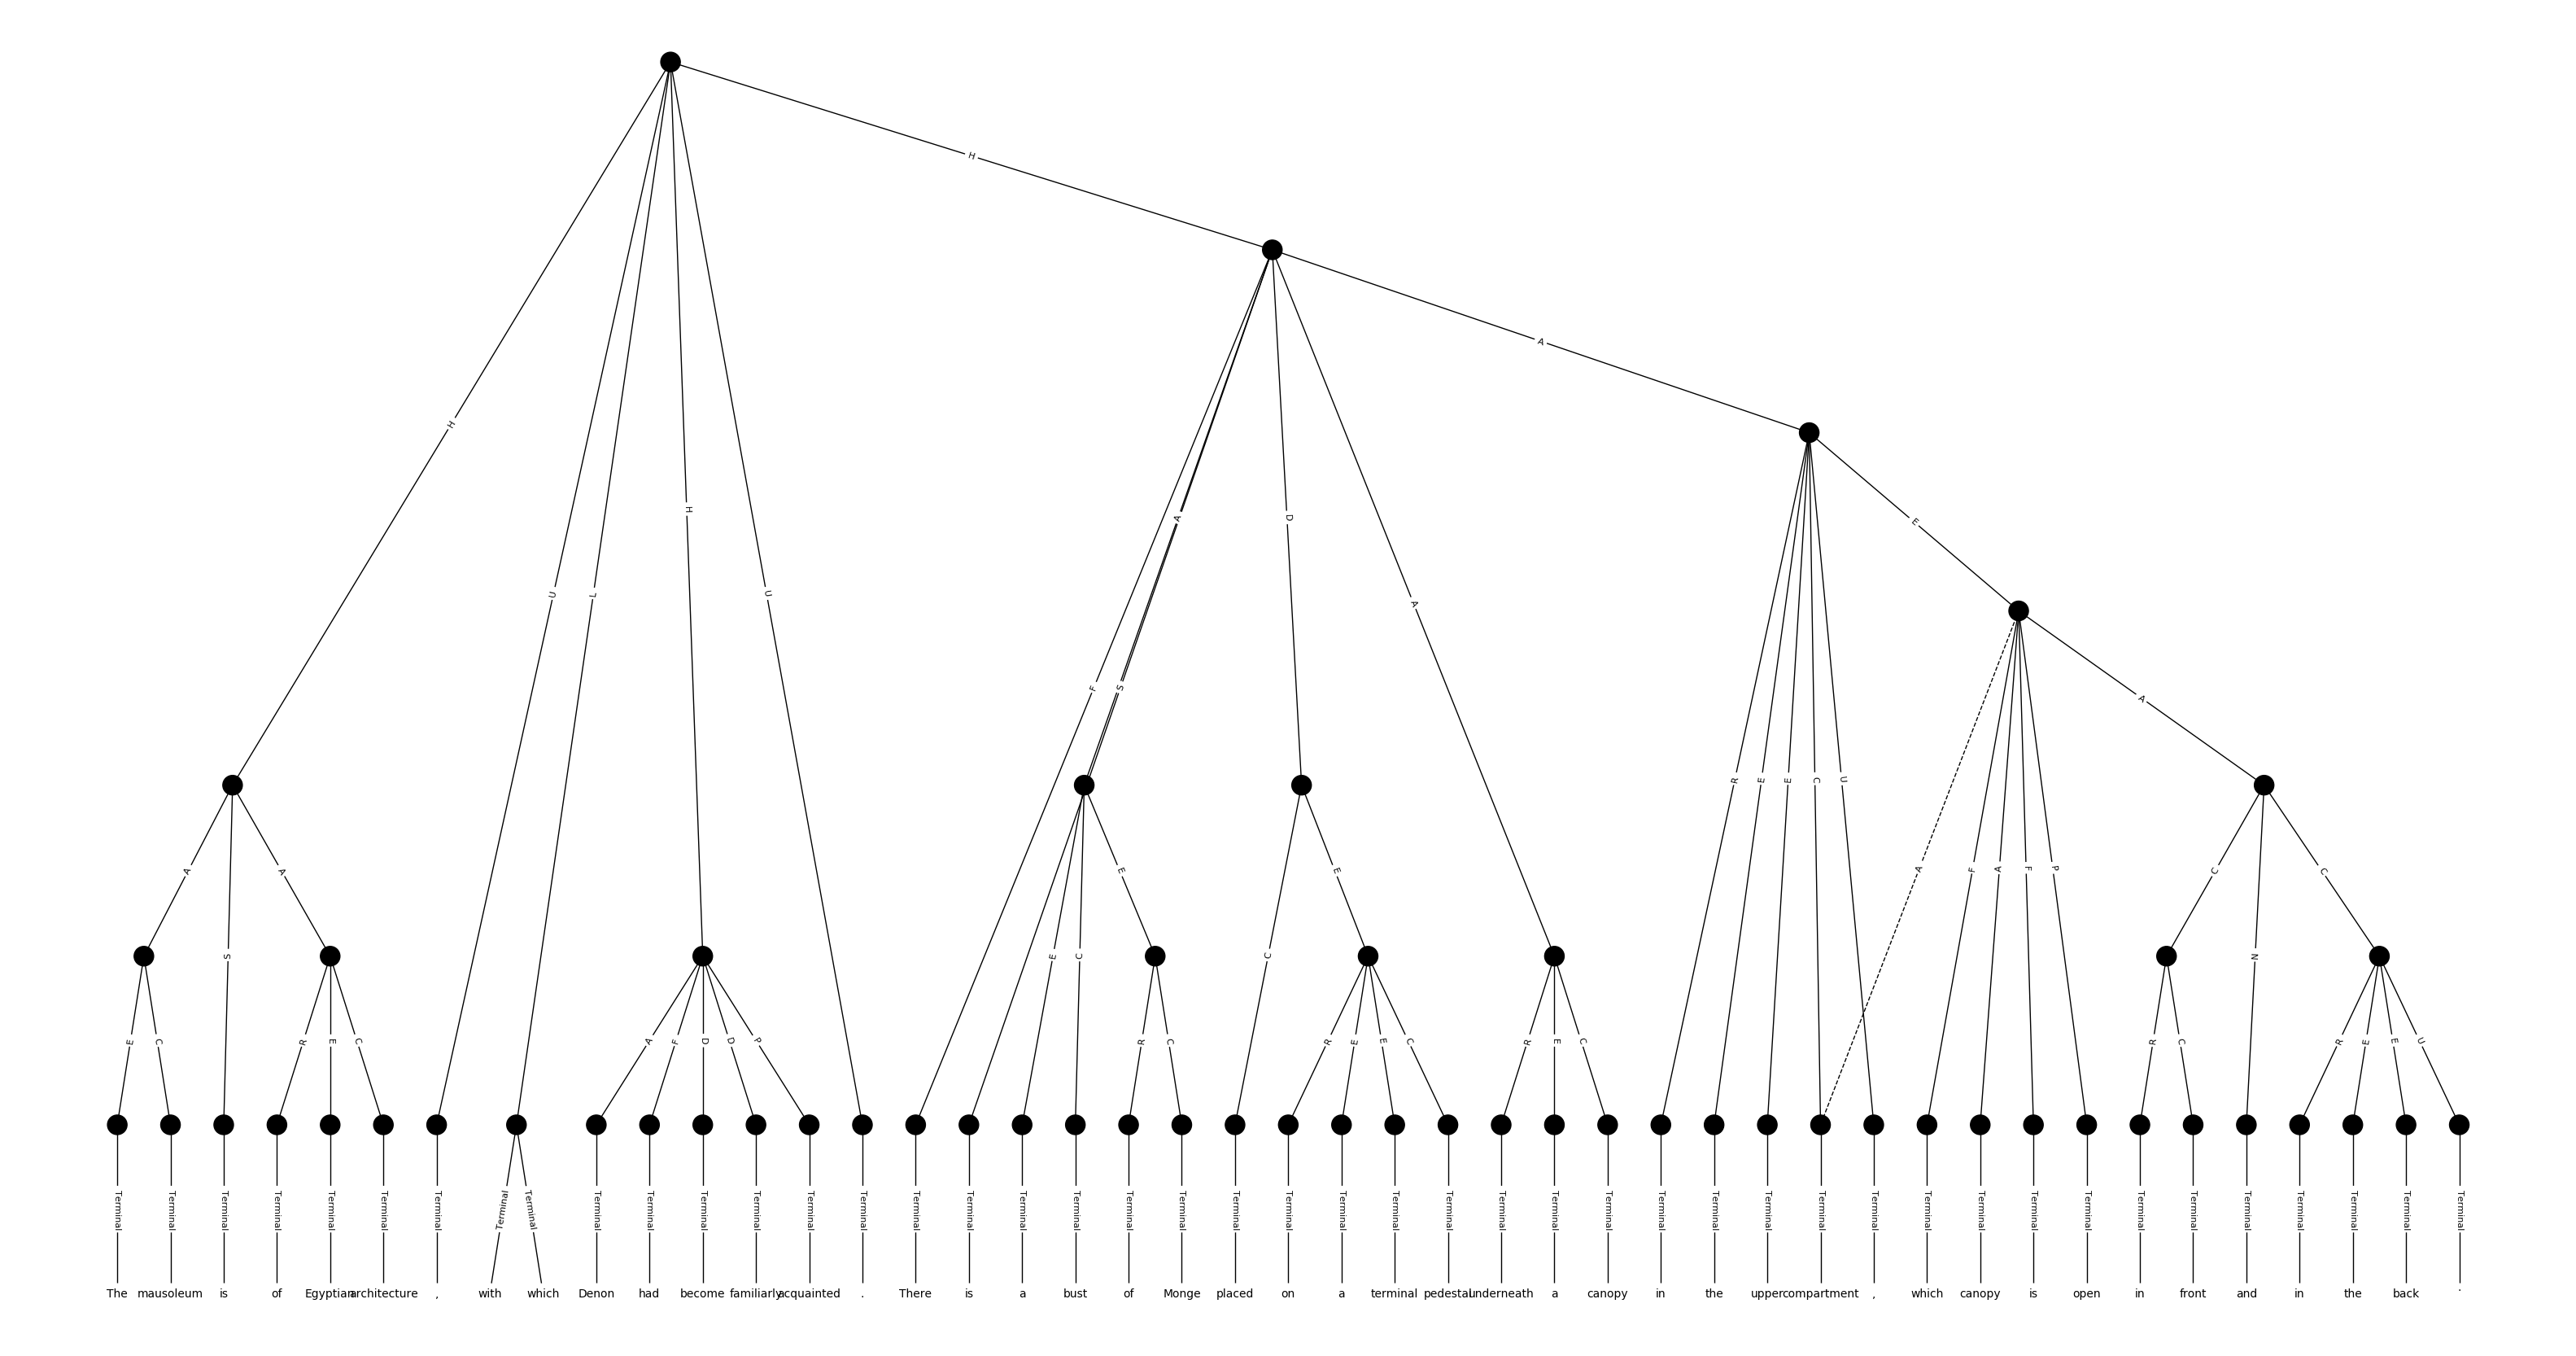 H
H
A
H
A
D
E
U
L
H
U
A
F
S
A
R
E
E
C
U
A
A
A
E
E
C
C
A
F
A
F
P
A
S
E
C
C
N
E
C
R
E
C
A
F
D
D
P
R
C
R
E
E
C
R
E
C
R
C
R
E
E
U
Terminal Terminal Terminal Terminal Terminal Terminal Terminal Terminal Terminal Terminal Terminal Terminal Terminal Terminal Terminal Terminal Terminal Terminal Terminal Terminal Terminal Terminal Terminal Terminal Terminal Terminal Terminal Terminal Terminal Terminal Terminal Terminal Terminal Terminal Terminal Terminal Terminal Terminal Terminal Terminal Terminal Terminal Terminal Terminal Terminal
The mausoleum is of Egyptian architecture , with which Denon had become familiarly acquainted . There is a bust of Monge placed on a terminal pedestal underneath a canopy in the upper compartment , which canopy is open in front and in the back .